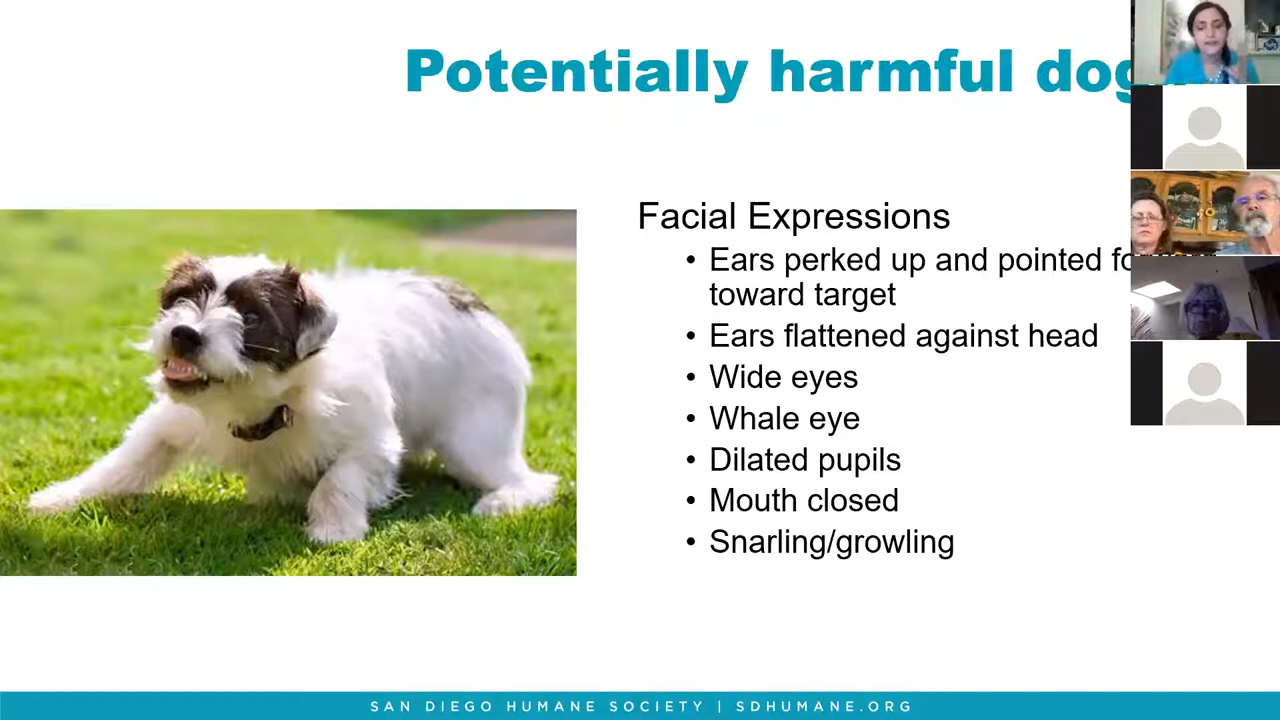 Potentially harmful dog
Facial Expressions
• Ears perked up and pointed
toward target
• Ears flattened against head
• Wide eyes
• Whale eye
• Dilated pupils
• Mouth closed
• Snarling/growling
SAN DIEGO HUMANE SOCIETY | SDHUMANE.ORG